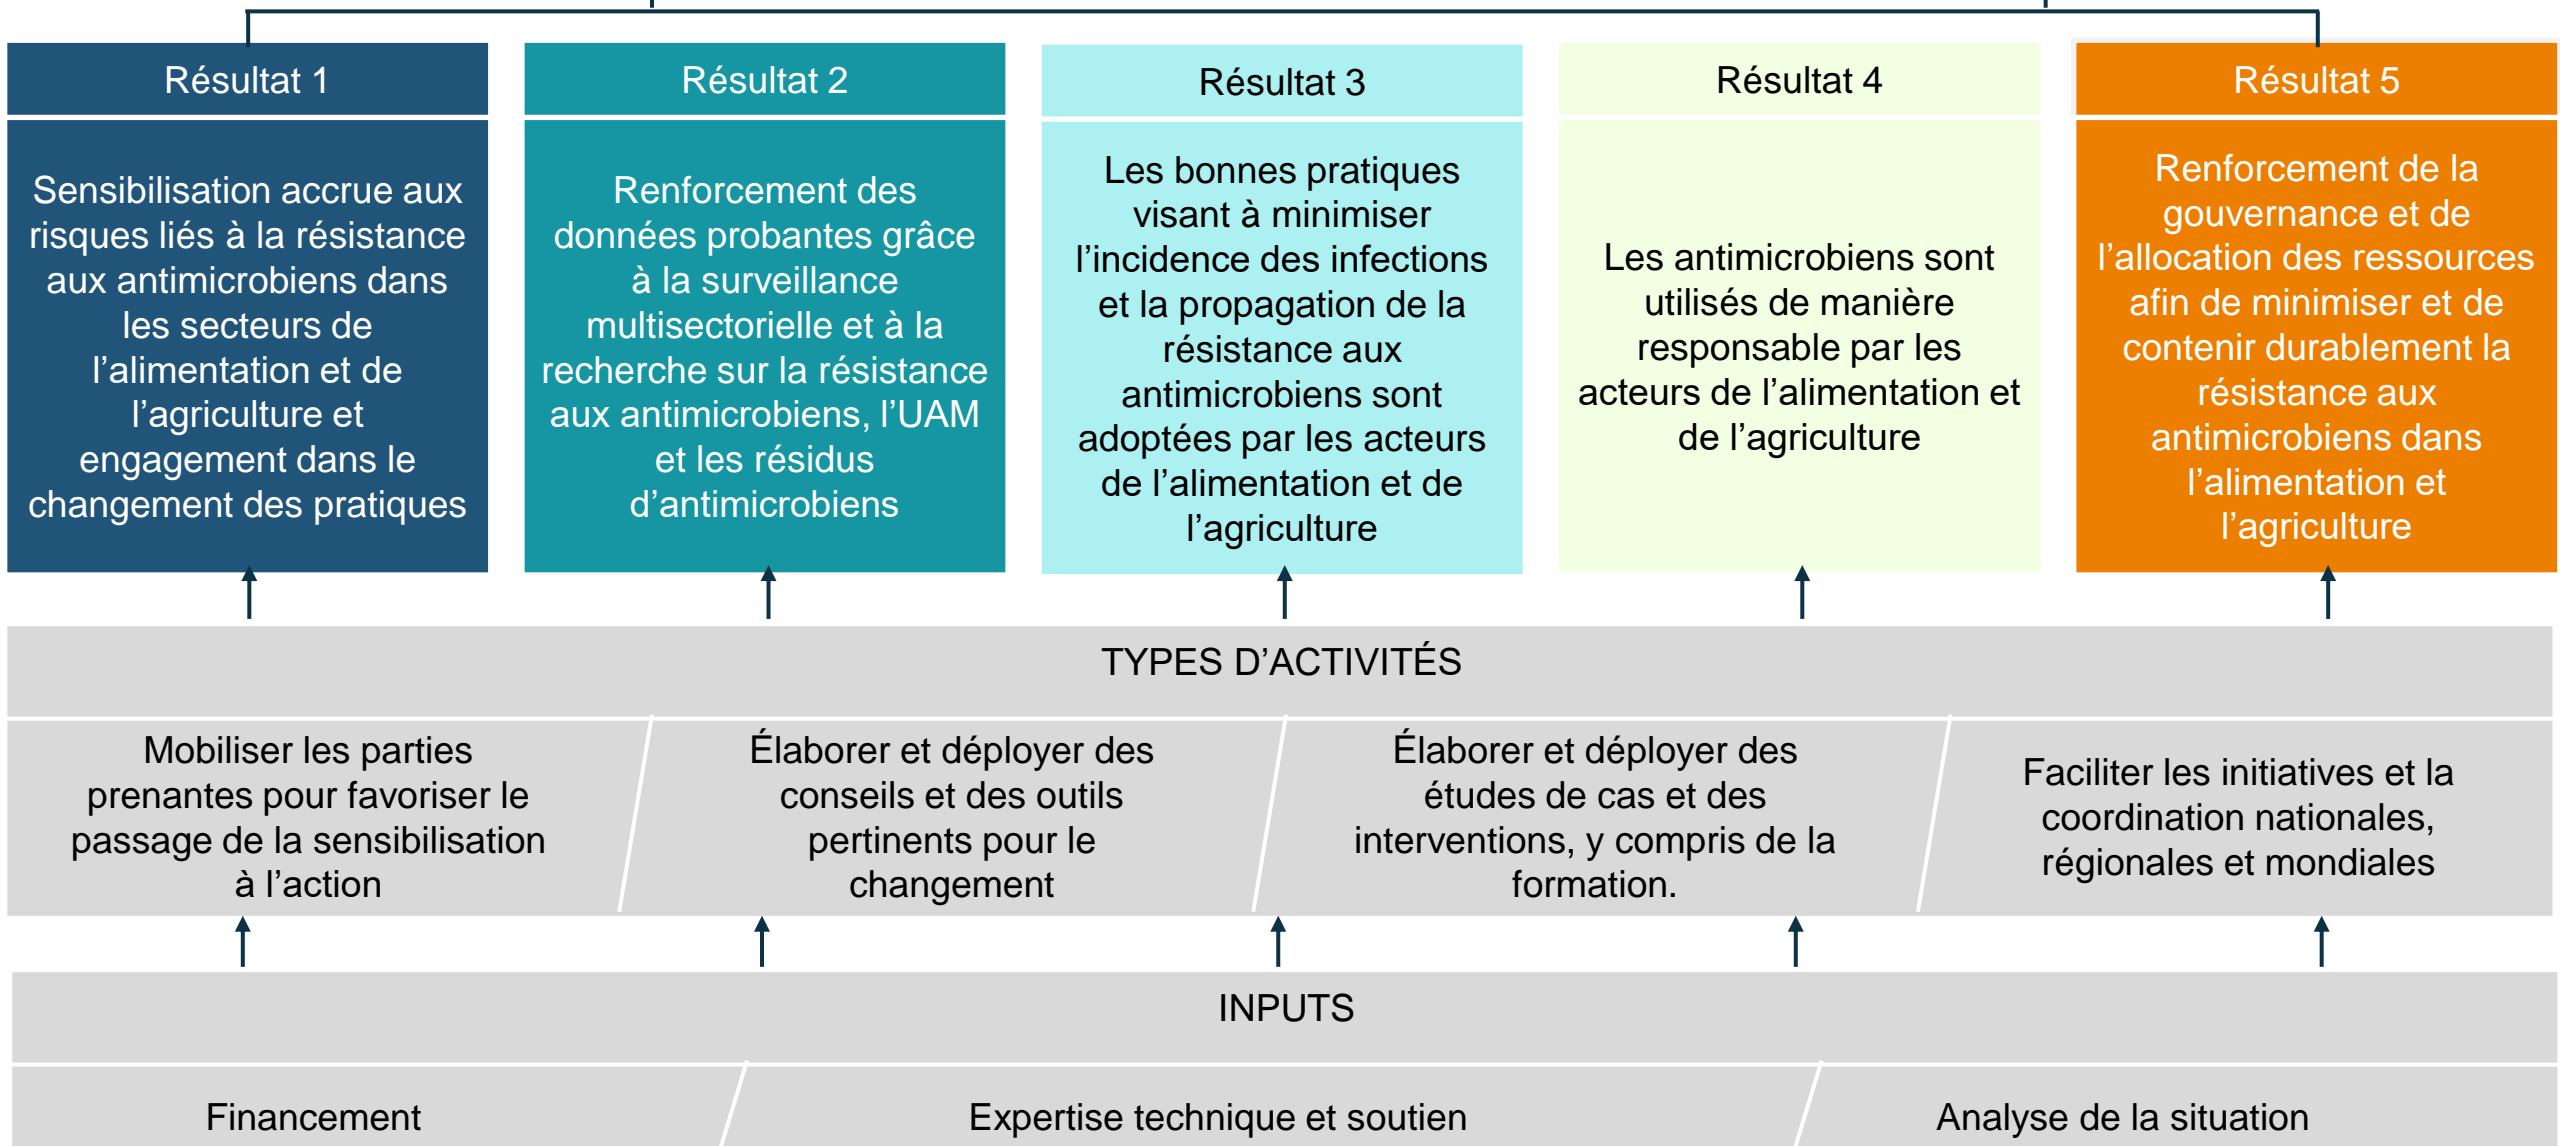 Résultat 1
Sensibilisation accrue aux
risques liés à la résistance
aux antimicrobiens dans
les secteurs de
l’alimentation et de
l’agriculture et
engagement dans le
changement des pratiques
Résultat 2
Renforcement des
données probantes grâce
à la surveillance
multisectorielle et à la
recherche sur la résistance
aux antimicrobiens, l’UAM
et les résidus
d’antimicrobiens
Résultat 3
Les bonnes pratiques
visant à minimiser
l’incidence des infections
et la propagation de la
résistance aux
antimicrobiens sont
adoptées par les acteurs
de l’alimentation et de
l’agriculture
Résultat 4
Les antimicrobiens sont
utilisés de manière
responsable par les
acteurs de l’alimentation et
de l’agriculture
Résultat 5
Renforcement de la
gouvernance et de
l’allocation des ressources
afin de minimiser et de
contenir durablement la
résistance aux
antimicrobiens dans
l’alimentation et
l’agriculture
TYPES D’ACTIVITÉS
Mobiliser les parties
prenantes pour favoriser le
passage de la sensibilisation
à l’action
Élaborer et déployer des
conseils et des outils
pertinents pour le
changement
Élaborer et déployer des
études de cas et des
interventions, y compris de la
formation.
Faciliter les initiatives et la
coordination nationales,
régionales et mondiales
INPUTS
Financement
Expertise technique et soutien
Analyse de la situation